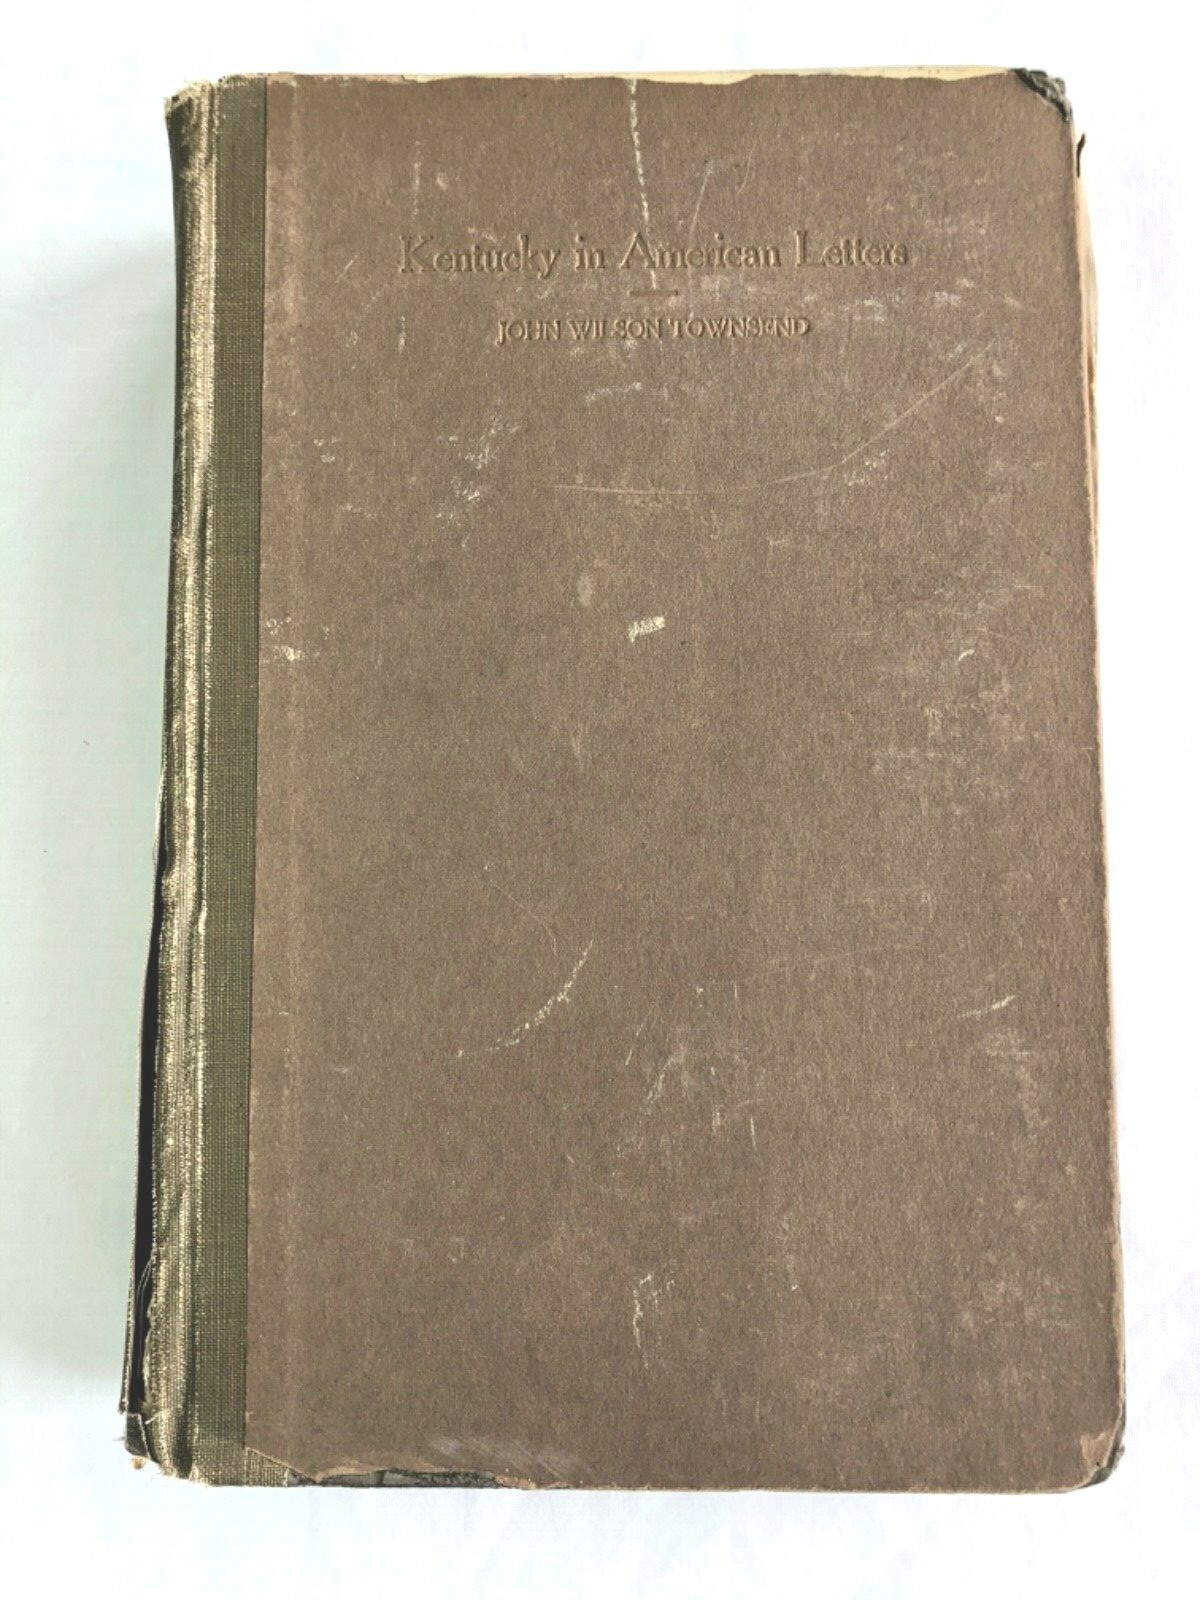 Kentucky in American Letters
JOHN WILSON TOWNSEND